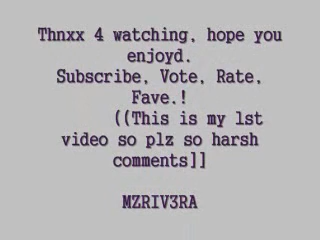 Thnxx 4 watching, hope you
enjoyd.
Subscribe, Vote, Rate,
Fave.!
((This is my 1st
video so plz so harsh
comments]]
MZRIV3RA